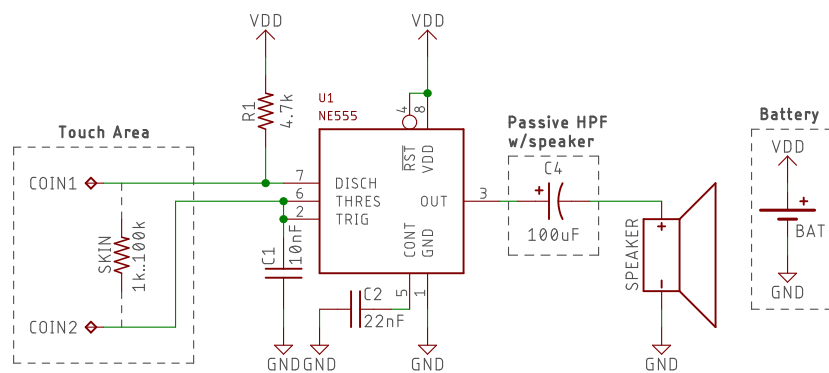 VDD
VDD
U1
NE555
R1
4.7k
4
8
Touch Area
Passive HPF
w/speaker
Battery
RST
VDD
C4
VDD
COIN1
7
DISCH
6
THRES
OUT
3
+
2
TRIG
100uF
+
BAT
SKIN
1k..100k
C1
10nF
CONT
GND
SPEAKER
+
-
5
1
C2
22nF
GND
COIN2
GND
GND
GND
GND